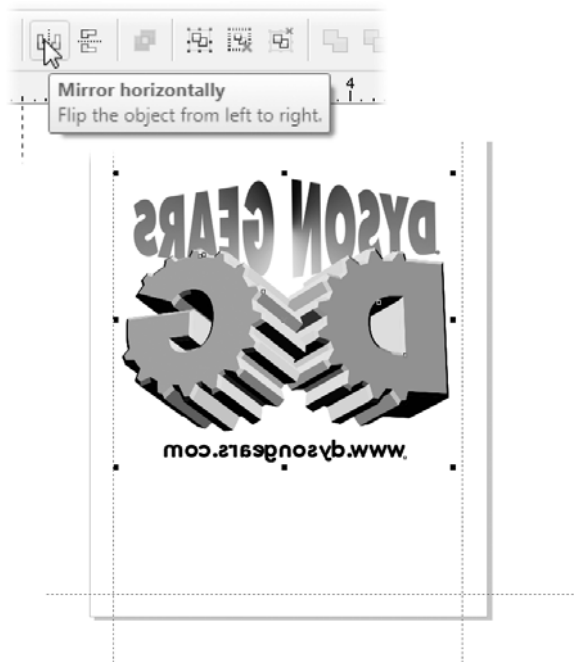 Mirror horizontally
Flip the object from left to right.
4
DYSON GEARS
DG
www.dysongears.com